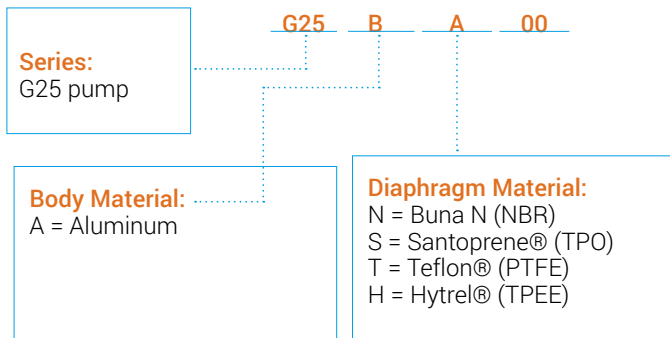 G25 B A 00
Series:
G25 pump
Body Material:
A = Aluminum
Diaphragm Material:
N = Buna N (NBR)
S = Santoprene® (TPO)
T = Teflon® (PTFE)
H = Hytrel® (TPEE)